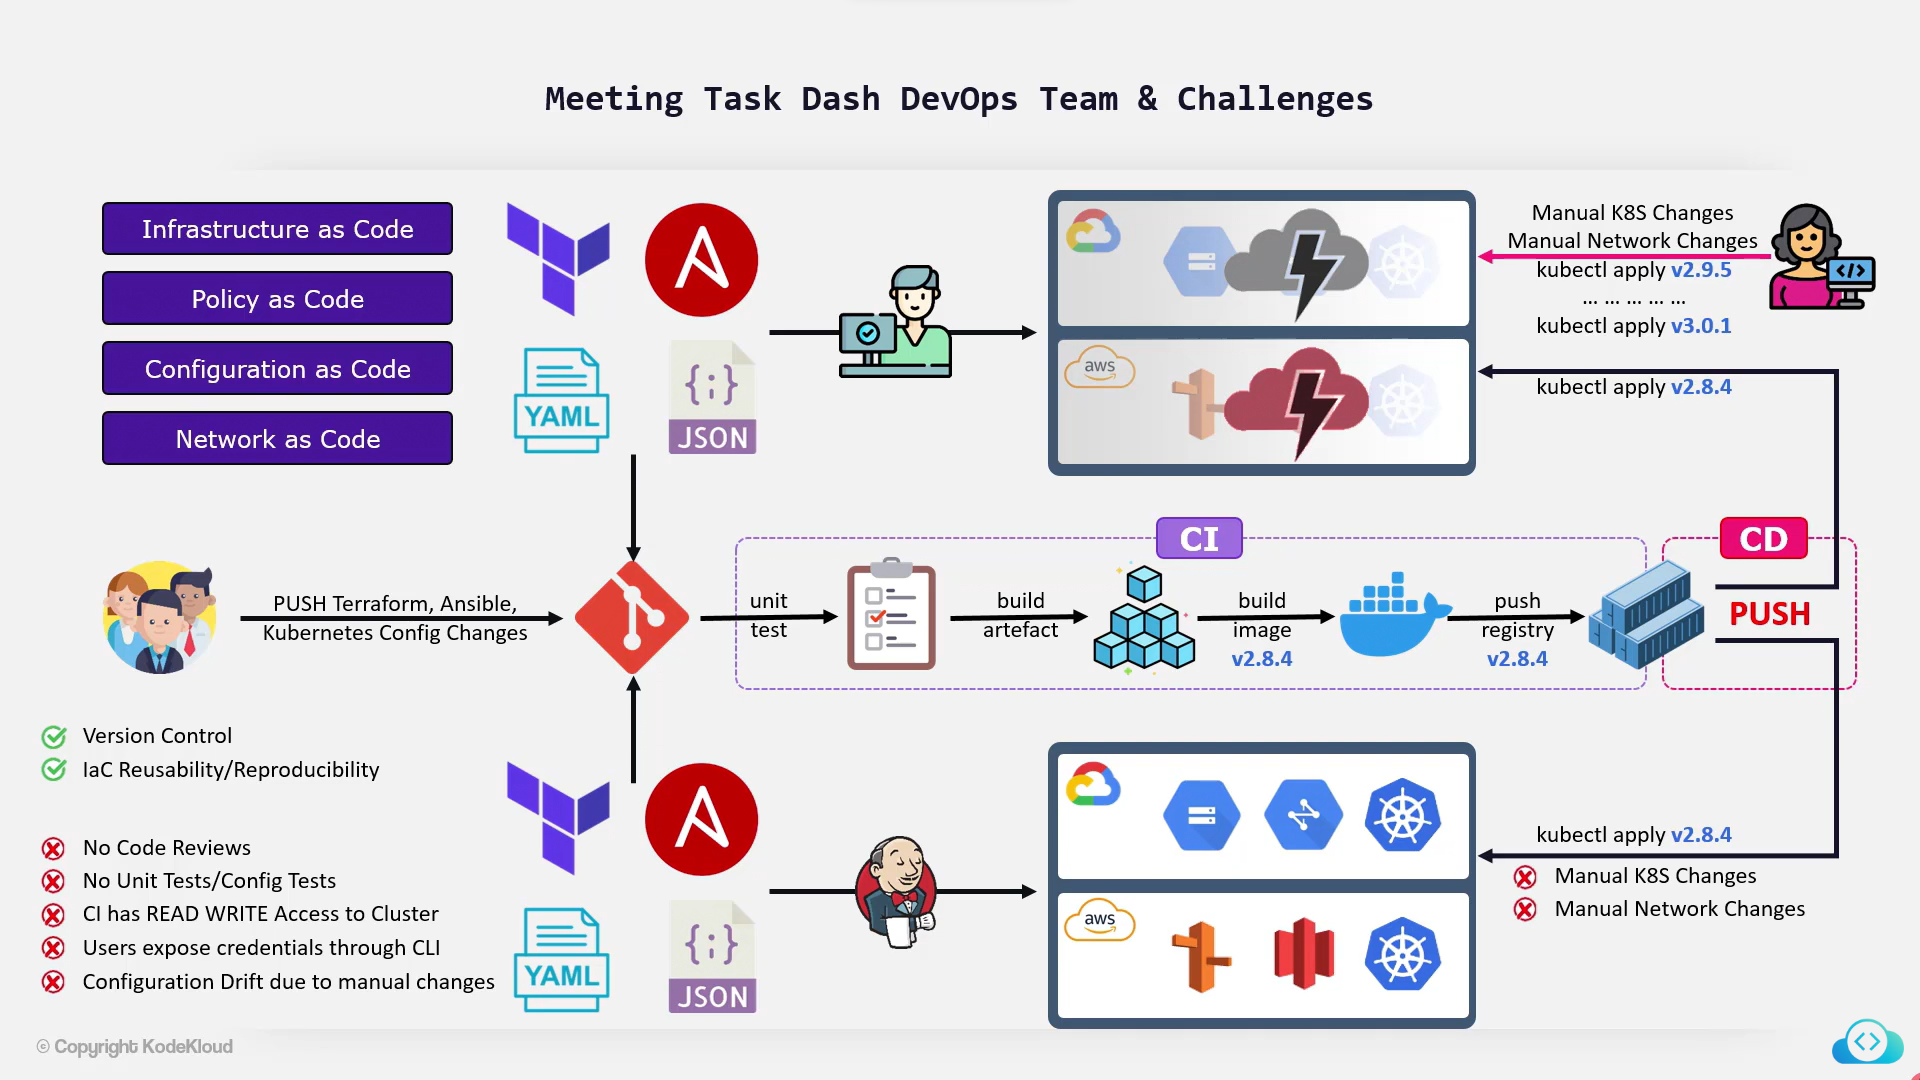 Meeting Task Dash DevOps Team & Challenges
Infrastructure as Code
Policy as Code
Configuration as Code
Network as Code
YAML
{;}
JSON
aws
Manual K8S Changes
Manual Network Changes
kubectl apply v2.9.5
... ... ... ... ...
kubectl apply v3.0.1
kubectl apply v2.8.4
</>
PUSH Terraform, Ansible,
Kubernetes Config Changes
CI
unit
test
build
artefact
build
image
v2.8.4
push
registry
v2.8.4
CD
PUSH
Version Control
IaC Reusability/Reproducibility
No Code Reviews
No Unit Tests/Config Tests
CI has READ WRITE Access to Cluster
Users expose credentials through CLI
Configuration Drift due to manual changes
YAML
{;}
JSON
aws
kubectl apply v2.8.4
Manual K8S Changes
Manual Network Changes
© Copyright KodeKloud